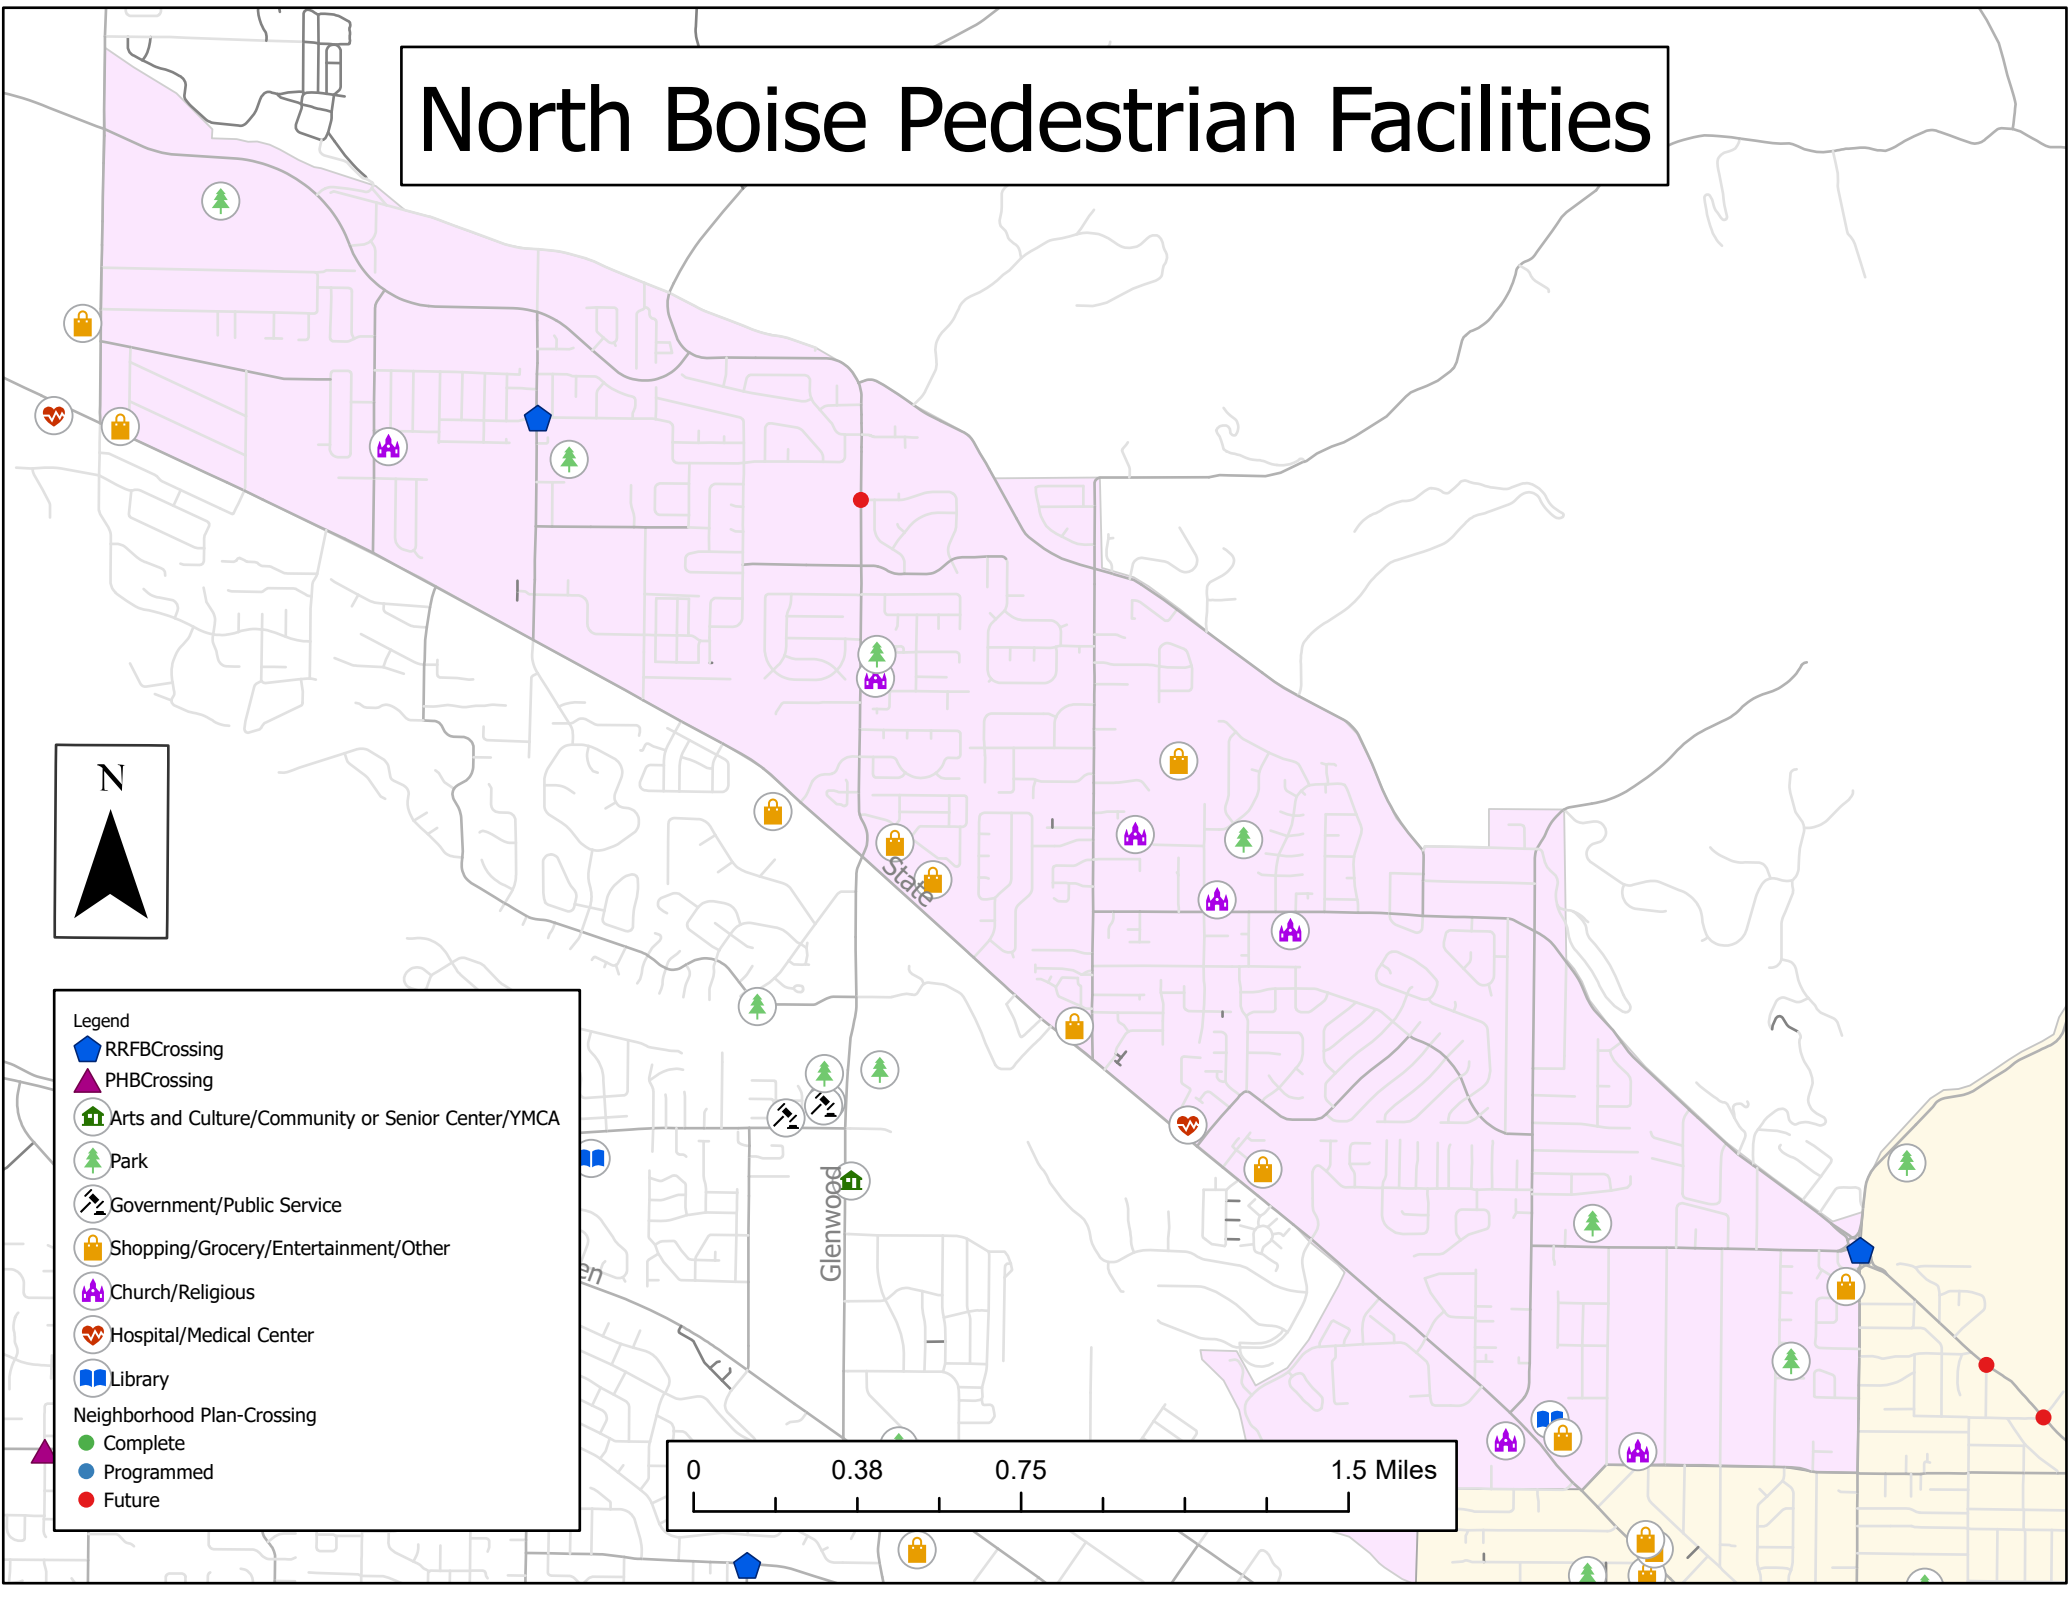 North Boise Pedestrian Facilities
State
N
Glenwood
en
Legend
RRFBCrossing
PHBCrossing
Arts and Culture/Community or Senior Center/YMCA
Park
Government/Public Service
Shopping/Grocery/Entertainment/Other
Church/Religious
Hospital/Medical Center
Library
Neighborhood Plan-Crossing
Complete
Programmed
Future
0 0.38 0.75 1.5 Miles